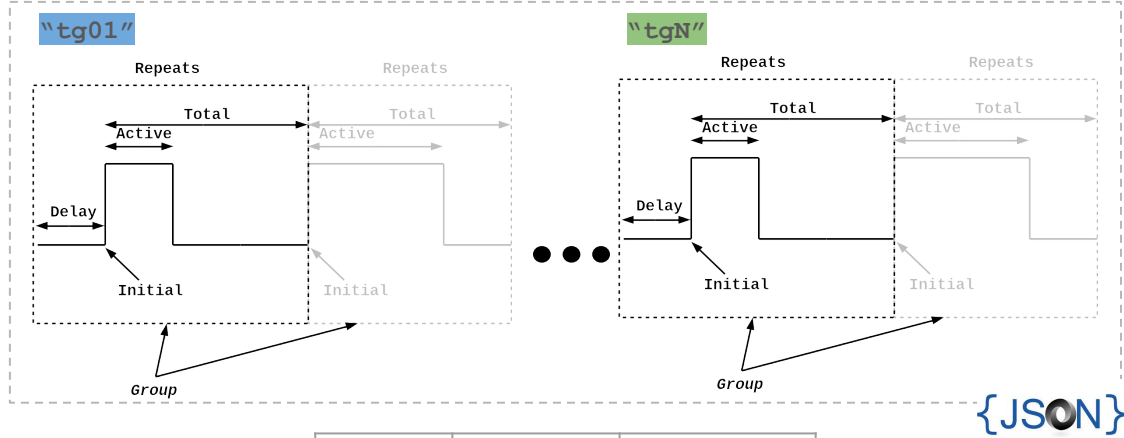 “tg01”
“tgN”
Repeats
Repeats
Total
Total
Active
Active
Delay
Initial
Initial
Group
Repeats
Repeats
Total
Total
Active
Active
Delay
Initial
Initial
Group
{JSON}